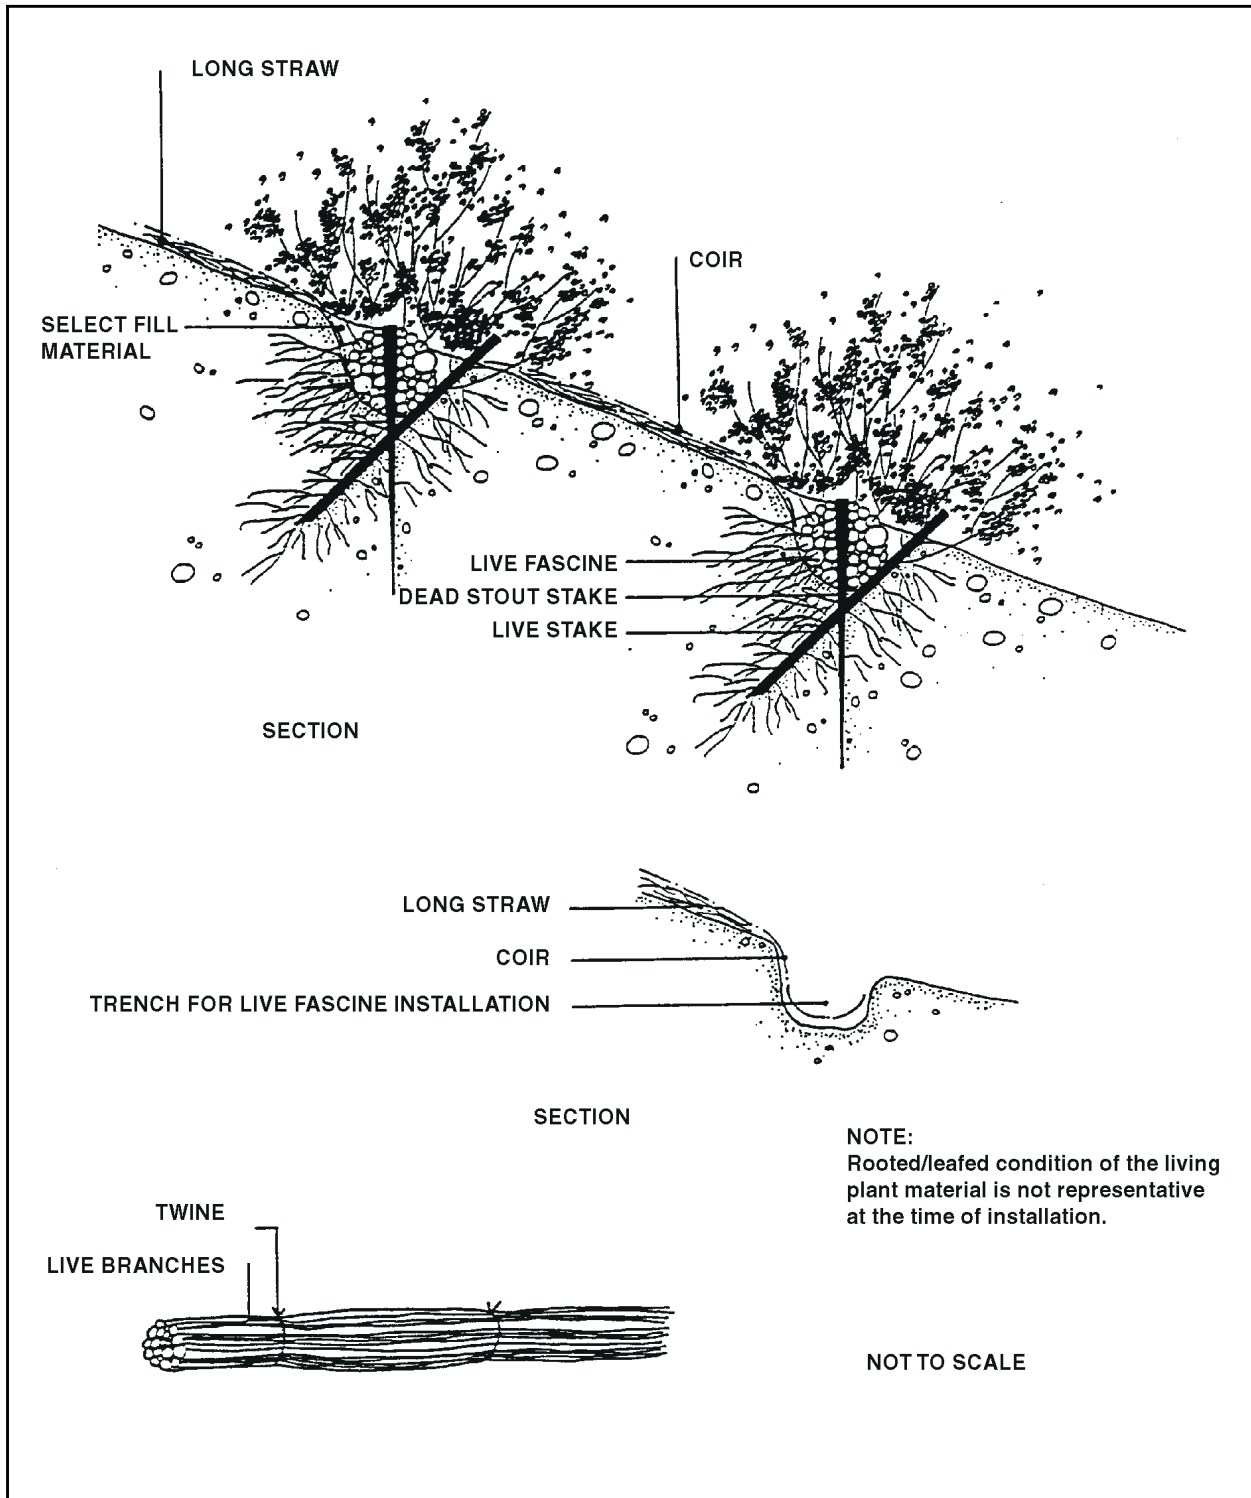 LONG STRAW
COIR
SELECT FILL
MATERIAL
LIVE FASCINE
DEAD STOUT STAKE
LIVE STAKE
SECTION
LONG STRAW
COIR
TRENCH FOR LIVE FASCINE INSTALLATION
SECTION
NOTE:
Rooted/leafed condition of the living
plant material is not representative
at the time of installation.
TWINE
LIVE BRANCHES
NOT TO SCALE